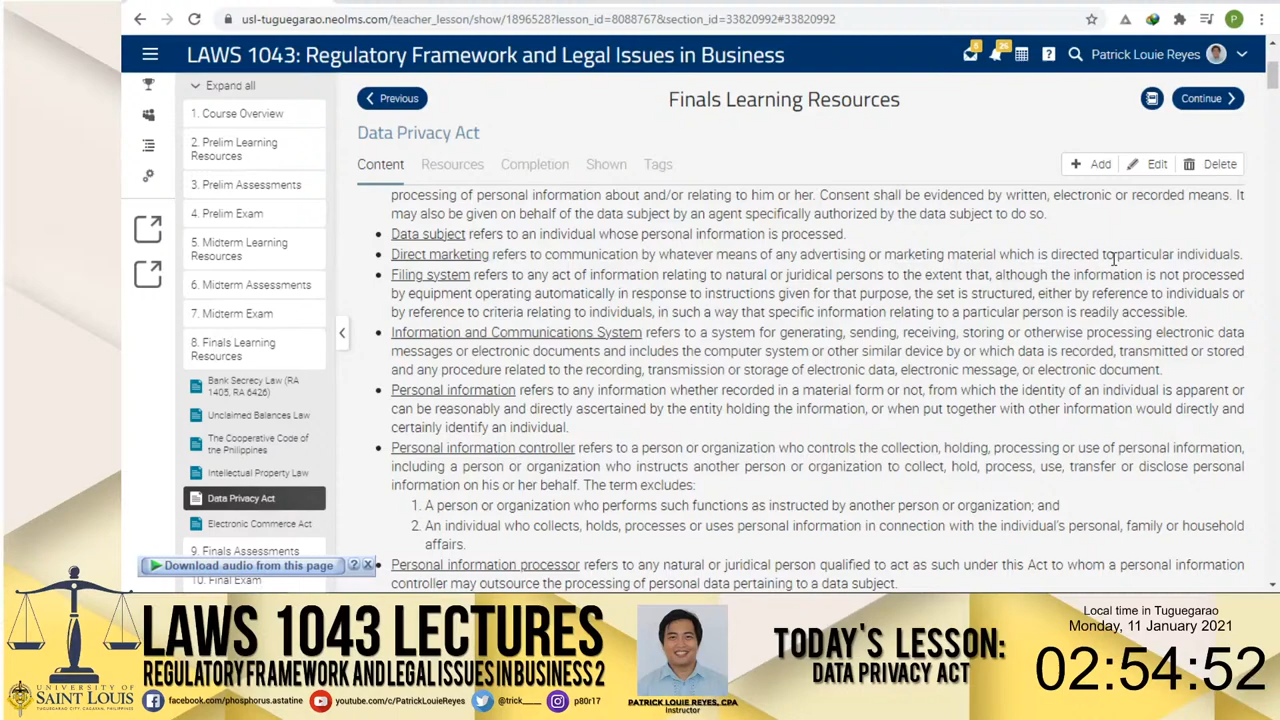 usl-tuguegarao.neolms.com/teacher_lesson/show/1896528?lesson_id=8088767&section_id=33820992#33820992
P
LAWS 1043: Regulatory Framework and Legal Issues in Business
6
26
?
Patrick Louie Reyes
Expand all
1. Course Overview
2. Prelim Learning
Resources
3. Prelim Assessments
4. Prelim Exam
5. Midterm Learning
Resources
6. Midterm Assessments
7. Midterm Exam
8. Finals Learning
Resources
Bank Secrecy Law (RA
1405, RA 6426)
Unclaimed Balances Law
The Cooperative Code of
the Philippines
Intellectual Property Law
Data Privacy Act
Electronic Commerce Act
9. Finals Assessments
10. Final Exam
Download audio from this page
Previous
Finals Learning Resources
Continue
Data Privacy Act
Content Resources Completion Shown Tags
Add Edit Delete
processing of personal information about and/or relating to him or her. Consent shall be evidenced by written, electronic or recorded means. It
may also be given on behalf of the data subject by an agent specifically authorized by the data subject to do so.
• Data subject refers to an individual whose personal information is processed.
• Direct marketing refers to communication by whatever means of any advertising or marketing material which is directed to particular individuals.
• Filing system refers to any act of information relating to natural or juridical persons to the extent that, although the information is not processed
by equipment operating automatically in response to instructions given for that purpose, the set is structured, either by reference to individuals or
by reference to criteria relating to individuals, in such a way that specific information relating to a particular person is readily accessible.
• Information and Communications System refers to a system for generating, sending, receiving, storing or otherwise processing electronic data
messages or electronic documents and includes the computer system or other similar device by or which data is recorded, transmitted or stored
and any procedure related to the recording, transmission or storage of electronic data, electronic message, or electronic document.
• Personal information refers to any information whether recorded in a material form or not, from which the identity of an individual is apparent or
can be reasonably and directly ascertained by the entity holding the information, or when put together with other information would directly and
certainly identify an individual.
• Personal information controller refers to a person or organization who controls the collection, holding, processing or use of personal information,
including a person or organization who instructs another person or organization to collect, hold, process, use, transfer or disclose personal
information on his or her behalf. The term excludes:
1. A person or organization who performs such functions as instructed by another person or organization; and
2. An individual who collects, holds, processes or uses personal information in connection with the individual's personal, family or household
affairs.
• Personal information processor refers to any natural or juridical person qualified to act as such under this Act to whom a personal information
controller may outsource the processing of personal data pertaining to a data subject.
UNIVERSITY OF
SAINT LOUIS
TUGUEGARAO CITY, CAGAYAN, PHILIPPINES
LAWS 1043 LECTURES
REGULATORY FRAMEWORK AND LEGAL ISSUES IN BUSINESS 2
facebook.com/phosphorus.astatine
youtube.com/c/PatrickLouieReyes
@trick____
p80r17
PATRICK LOUIE REYES, CPA
Instructor
TODAY'S LESSON:
DATA PRIVACY ACT
Local time in Tuguegarao
Monday, 11 January 2021
02:54:52